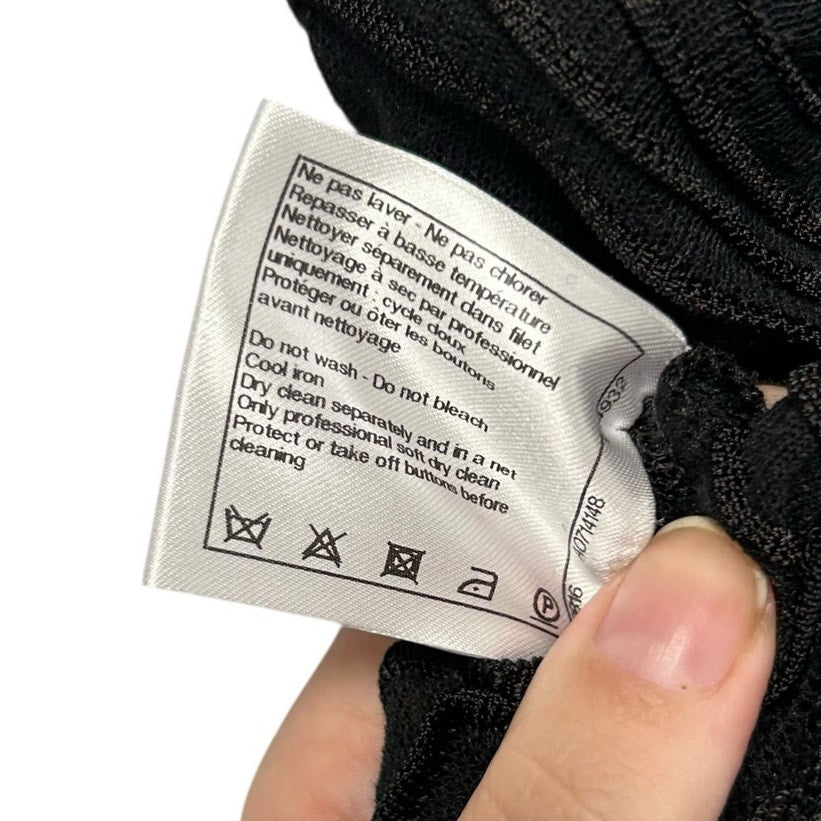 Ne pas laver - Ne pas chlorer
Repasser à basse température
Nettoyer séparement dans filet
Nettoyage à sec par professionnel
uniquement : cycle doux
Protéger ou ôter les boutons
avant nettoyage
Do not wash - Do not bleach
Cool iron
Dry clean separately and in a net
Only professional soft dry clean
Protect or take off buttons before
cleaning
P